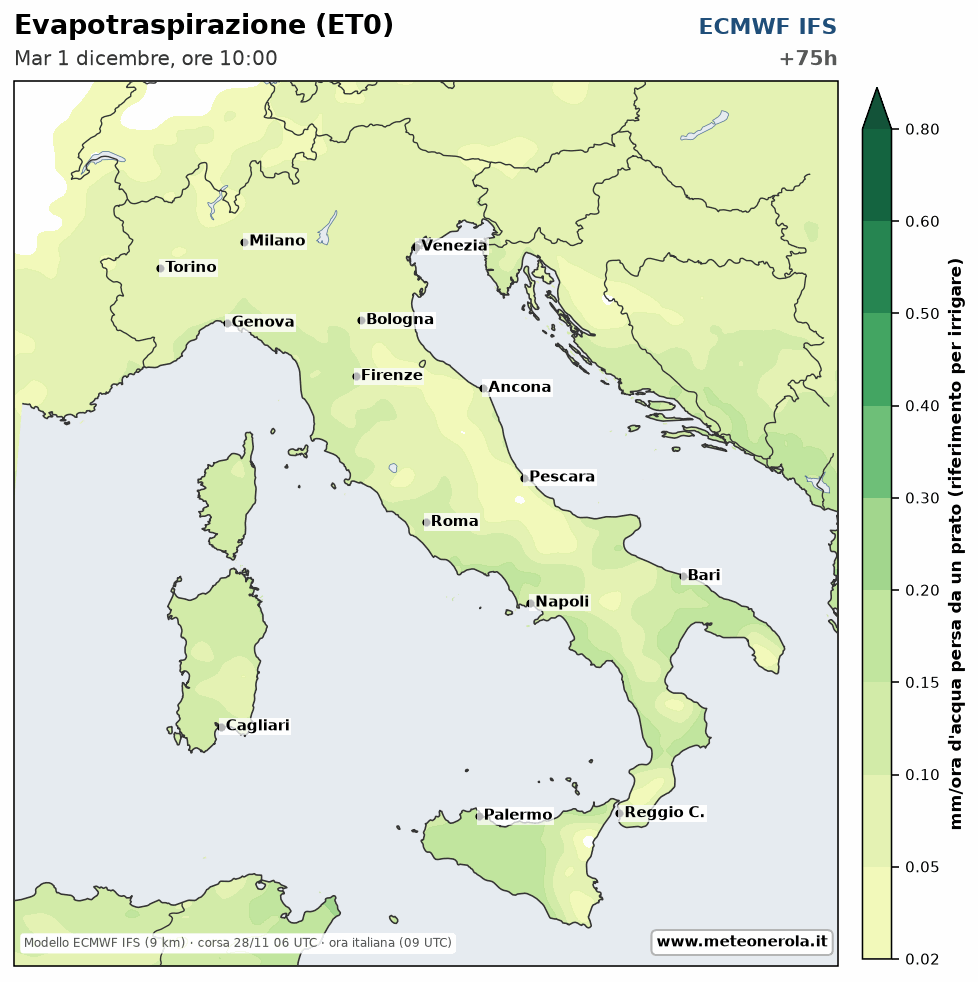 Evapotraspirazione (ET0)
ECMWF IFS
Mar 1 dicembre, ore 10:00
+75h
Milano
Venezia
Torino
Genova
Bologna
Firenze
Ancona
Pescara
Roma
Bari
Napoli
Cagliari
Palermo
Reggio C.
0.80
0.60
0.50
0.40
0.30
0.20
0.15
0.10
0.05
0.02
mm/ora d'acqua persa da un prato (riferimento per irrigare)
Modello ECMWF IFS (9 km) · corsa 28/11 06 UTC · ora italiana (09 UTC)
www.meteonerola.it